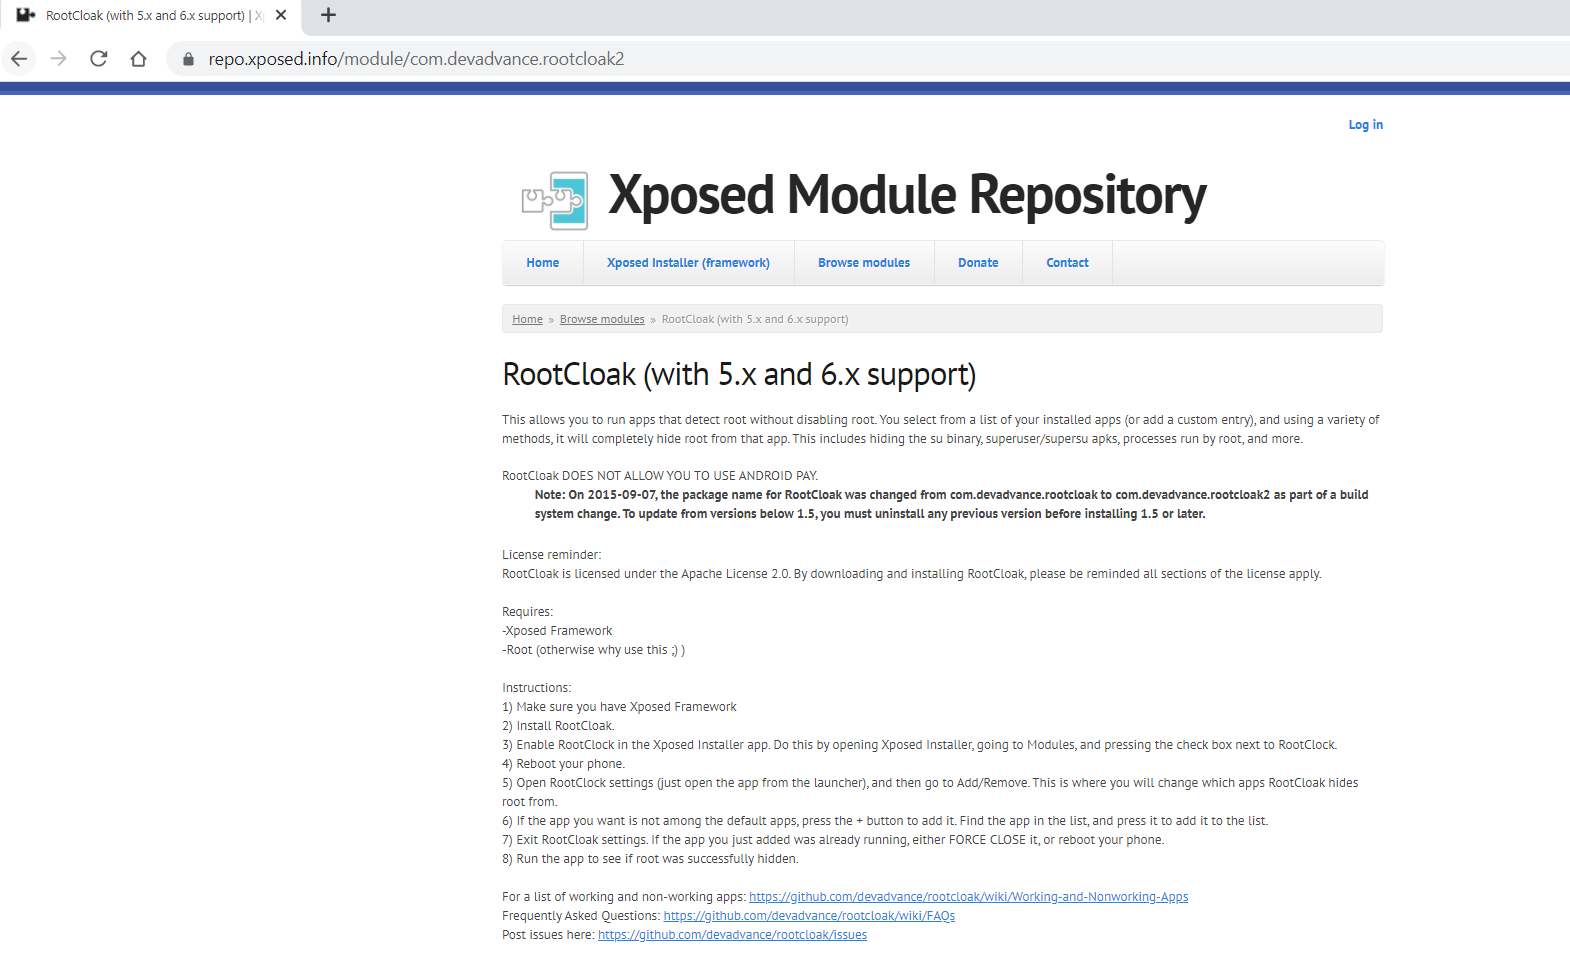 RootCloak (with 5.x and 6.x support) | X
repo.xposed.info/module/com.devadvance.rootcloak2
Log in
Xposed Module Repository
Home
Xposed Installer (framework)
Browse modules
Donate
Contact
Home » Browse modules » RootCloak (with 5.x and 6.x support)
RootCloak (with 5.x and 6.x support)
This allows you to run apps that detect root without disabling root. You select from a list of your installed apps (or add a custom entry), and using a variety of
methods, it will completely hide root from that app. This includes hiding the su binary, superuser/supersu apks, processes run by root, and more.
RootCloak DOES NOT ALLOW YOU TO USE ANDROID PAY.
Note: On 2015-09-07, the package name for RootCloak was changed from com.devadvance.rootcloak to com.devadvance.rootcloak2 as part of a build
system change. To update from versions below 1.5, you must uninstall any previous version before installing 1.5 or later.
License reminder:
RootCloak is licensed under the Apache License 2.0. By downloading and installing RootCloak, please be reminded all sections of the license apply.
Requires:
-Xposed Framework
-Root (otherwise why use this ;) )
Instructions:
1) Make sure you have Xposed Framework
2) Install RootCloak.
3) Enable RootClock in the Xposed Installer app. Do this by opening Xposed Installer, going to Modules, and pressing the check box next to RootClock.
4) Reboot your phone.
5) Open RootClock settings (just open the app from the launcher), and then go to Add/Remove. This is where you will change which apps RootCloak hides
root from.
6) If the app you want is not among the default apps, press the + button to add it. Find the app in the list, and press it to add it to the list.
7) Exit RootCloak settings. If the app you just added was already running, either FORCE CLOSE it, or reboot your phone.
8) Run the app to see if root was successfully hidden.
For a list of working and non-working apps: https://github.com/devadvance/rootcloak/wiki/Working-and-Nonworking-Apps
Frequently Asked Questions: https://github.com/devadvance/rootcloak/wiki/FAQs
Post issues here: https://github.com/devadvance/rootcloak/issues